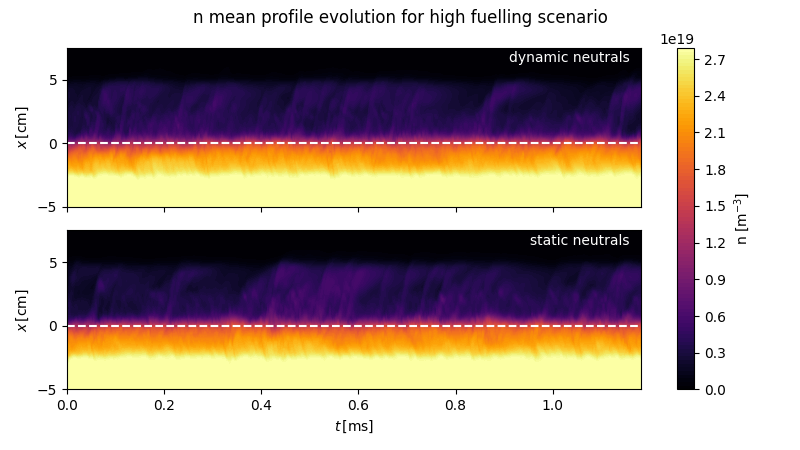 n mean profile evolution for high fuelling scenario
1e19
dynamic neutrals
5
0
−5
x [cm]
static neutrals
5
0
−5
x [cm]
0.0 0.2 0.4 0.6 0.8 1.0
t [ms]
2.7
2.4
2.1
1.8
1.5
1.2
0.9
0.6
0.3
0.0
n [m⁻³]